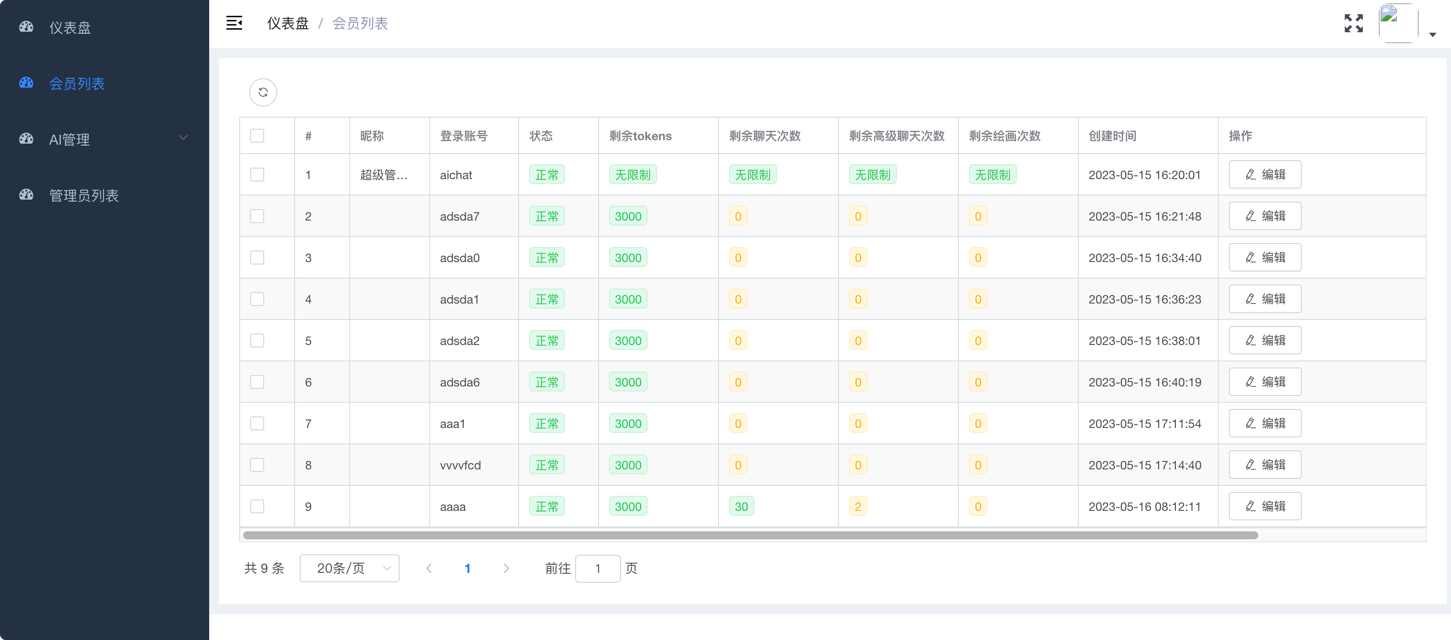 仪表盘
会员列表
AI管理
管理员列表
仪表盘 / 会员列表
# 昵称 登录账号 状态 剩余tokens 剩余聊天次数 剩余高级聊天次数 剩余绘画次数 创建时间 操作
1 超级管... aichat 正常 无限制 无限制 无限制 无限制 2023-05-15 16:20:01 编辑
2 adsda7 正常 3000 0 0 0 2023-05-15 16:21:48 编辑
3 adsda0 正常 3000 0 0 0 2023-05-15 16:34:40 编辑
4 adsda1 正常 3000 0 0 0 2023-05-15 16:36:23 编辑
5 adsda2 正常 3000 0 0 0 2023-05-15 16:38:01 编辑
6 adsda6 正常 3000 0 0 0 2023-05-15 16:40:19 编辑
7 aaa1 正常 3000 0 0 0 2023-05-15 17:11:54 编辑
8 vvvvfcd 正常 3000 0 0 0 2023-05-15 17:14:40 编辑
9 aaaa 正常 3000 30 2 0 2023-05-16 08:12:11 编辑
共 9 条 20条/页 1 前往 1 页